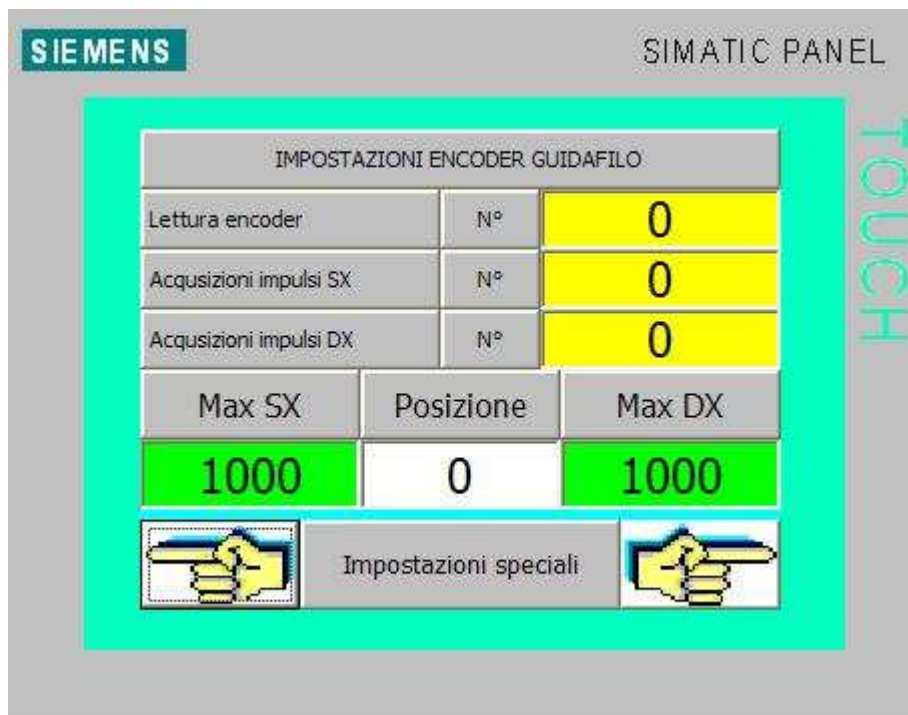 SIEMENS
SIMATIC PANEL
TOUCH
IMPOSTAZIONI ENCODER GUIDAFILO
Lettura encoder N° 0
Acqusizioni impulsi SX N° 0
Acqusizioni impulsi DX N° 0
Max SX Posizione Max DX
1000 0 1000
Impostazioni speciali